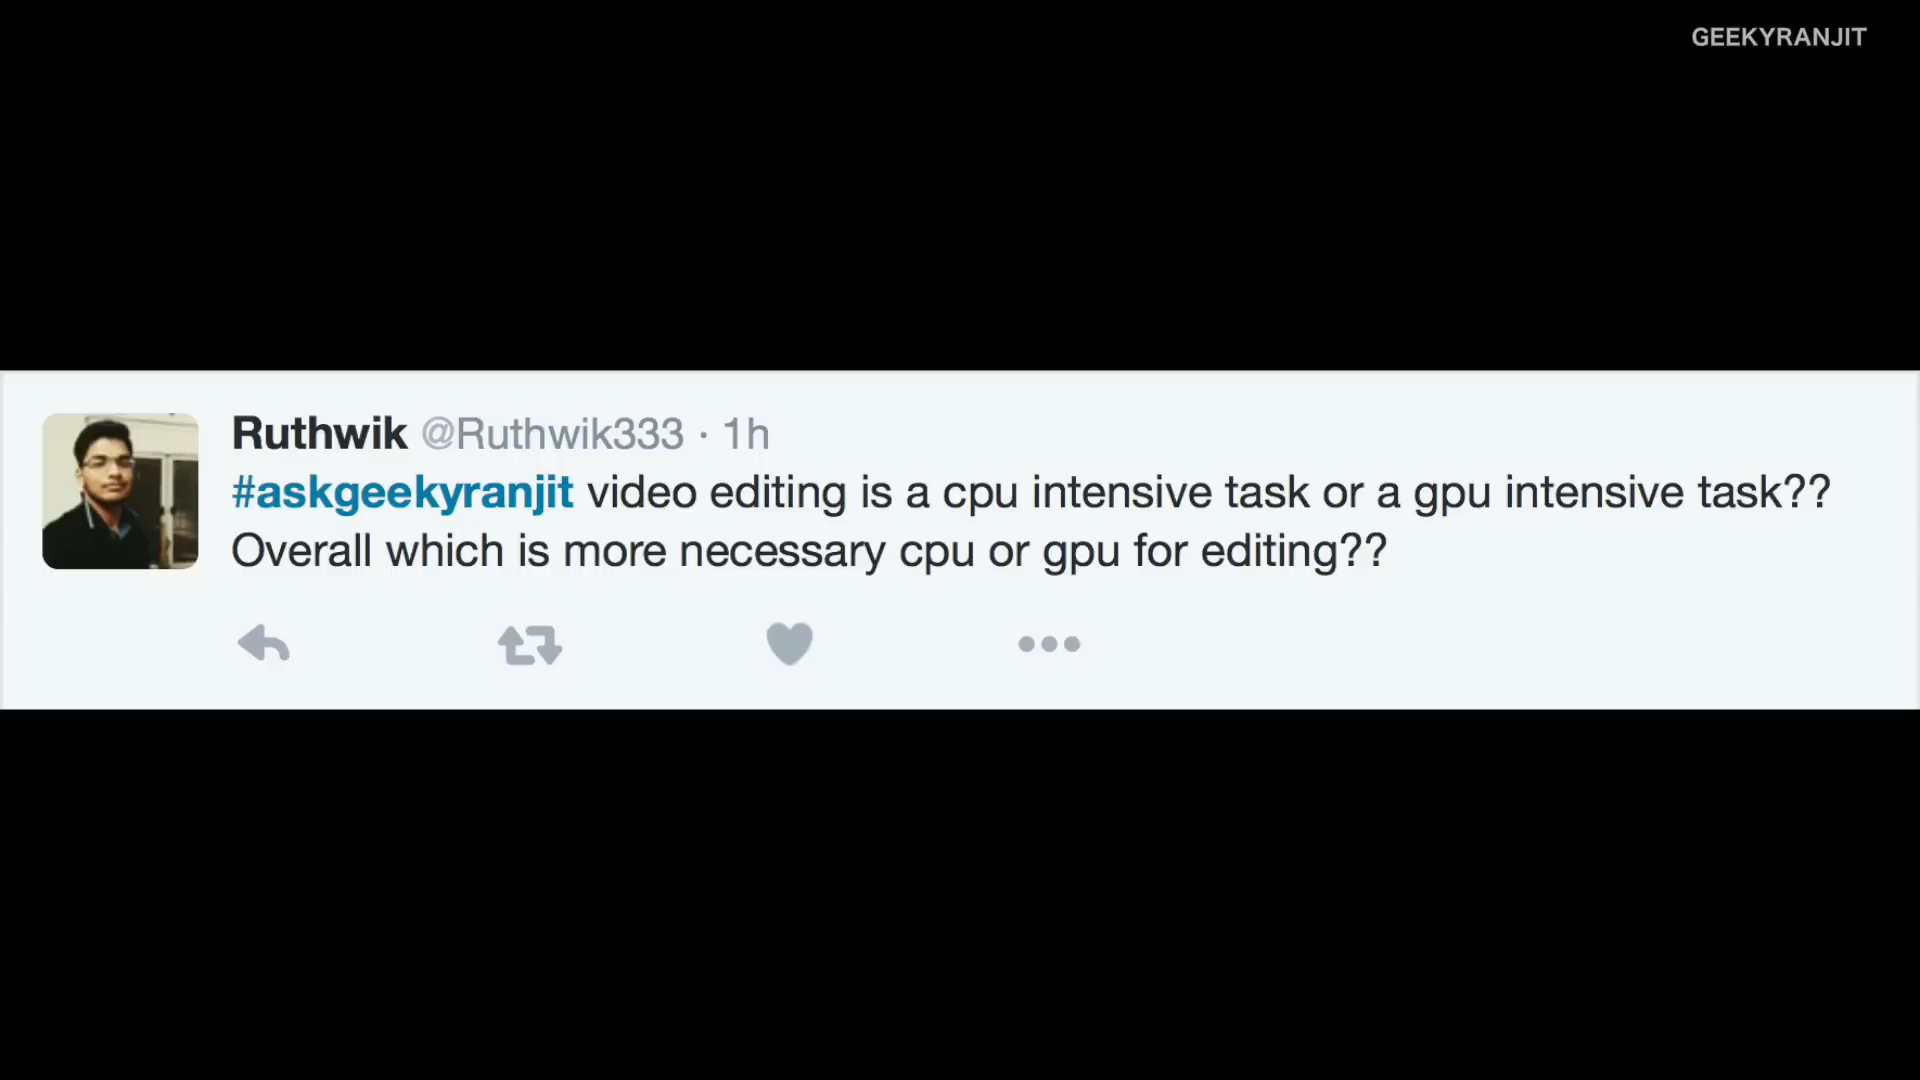 GEEKYRANJIT
Ruthwik @Ruthwik333 · 1h
#askgeekyranjit video editing is a cpu intensive task or a gpu intensive task??
Overall which is more necessary cpu or gpu for editing??